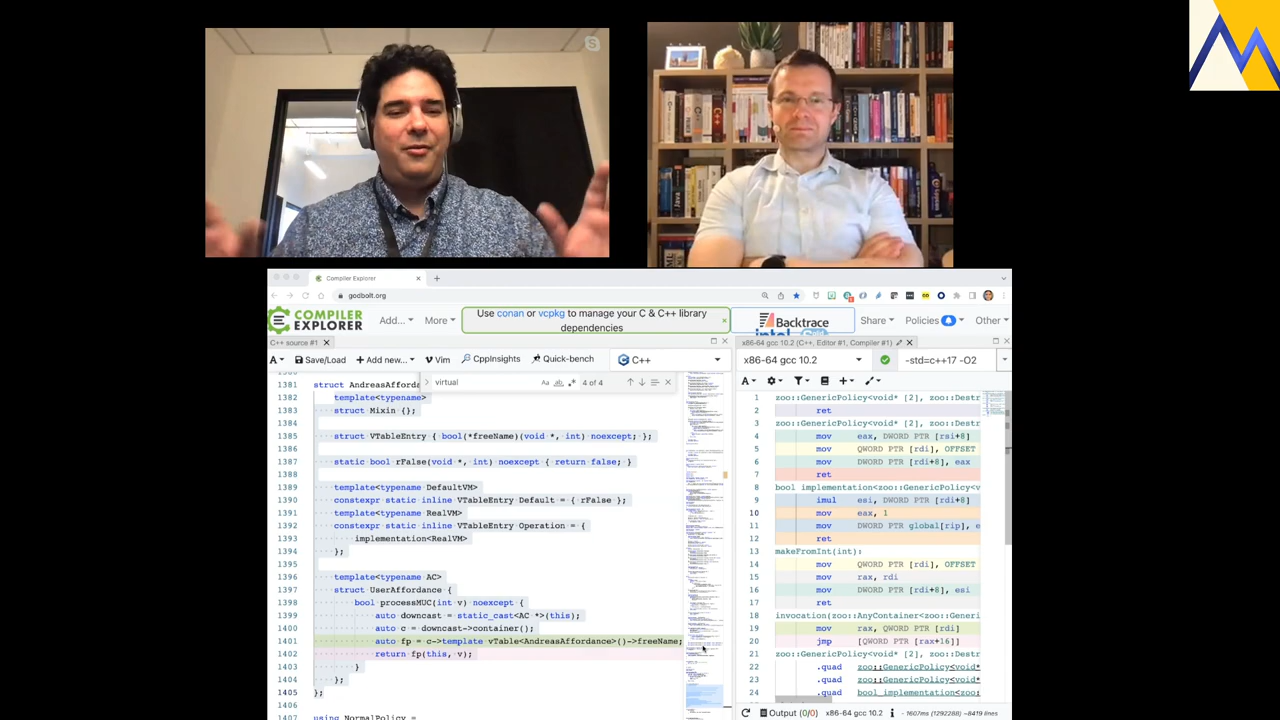 Compiler Explorer
godbolt.org
COMPILER
EXPLORER
Add...
More
Use conan or vcpkg to manage your C & C++ library
dependencies
Backtrace
intel
Share
Policies
Other
C++ source #1
Save/Load
Add new...
Vim
CppInsights
Quick-bench
C++
virtual
Aa
4 of 4
1381 struct AndreasAfforda
1382 template<typename
1383 struct Mixin {};
1384
1385 struct VTableEntry { bool(*freeName)(void *, int) noexcept; };
1386
1387 static bool rFalse(void *, int) noexcept { return false; }
1388
1389 template<typename DefaultVM>
1390 constexpr static inline VTableEntry Default = { rFalse };
1391 template<typename RealVM>
1392 constexpr static inline VTableEntry Operation = {
1393 implementation<RealVM>
1394 };
1395
1396 template<typename AC>
1397 struct UserAffordance {
1398 bool processMUC(int v) noexcept {
1399 auto downcast = static_cast<AC *>(this);
1400 auto c = downcast->container();
1401 auto fp = c->template vTable<AndreasAffordance>()->freeName;
1402 return fp(this, v);
1403 }
1404 };
1405 };
1406
1407 using NormalPolicy =
x86-64 gcc 10.2 (C++, Editor #1, Compiler #1)
x86-64 gcc 10.2
-std=c++17 -O2
A
1 zoo::GenericPolicy<void* [2], zoo::Destr
2 ret
3 zoo::GenericPolicy<void* [2], zoo::Destr
4 mov eax, DWORD PTR [rsi+8]
5 mov QWORD PTR [rdi], OFFSET
6 mov DWORD PTR [rdi+8], eax
7 ret
8 bool implementation<zoo::GenericPolicy<v
9 imul esi, DWORD PTR [rdi+8]
10 mov eax, 1
11 mov DWORD PTR global[rip], e
12 ret
13 makeFromInt(int):
14 mov QWORD PTR [rdi], OFFSET
15 mov rax, rdi
16 mov DWORD PTR [rdi+8], esi
17 ret
18 invocation(zoo::AnyContainer<zoo::Generi
19 mov rax, QWORD PTR [rdi]
20 jmp [QWORD PTR [rax+16]]
21 zoo::GenericPolicy<void* [2], zoo::Destr
22 .quad zoo::GenericPolicy<void*
23 .quad zoo::GenericPolicy<void*
24 .quad bool implementation<zoo:
Output (0/0) x86-64 gcc 10.2 - 1607ms (1292288) ~8419 lines